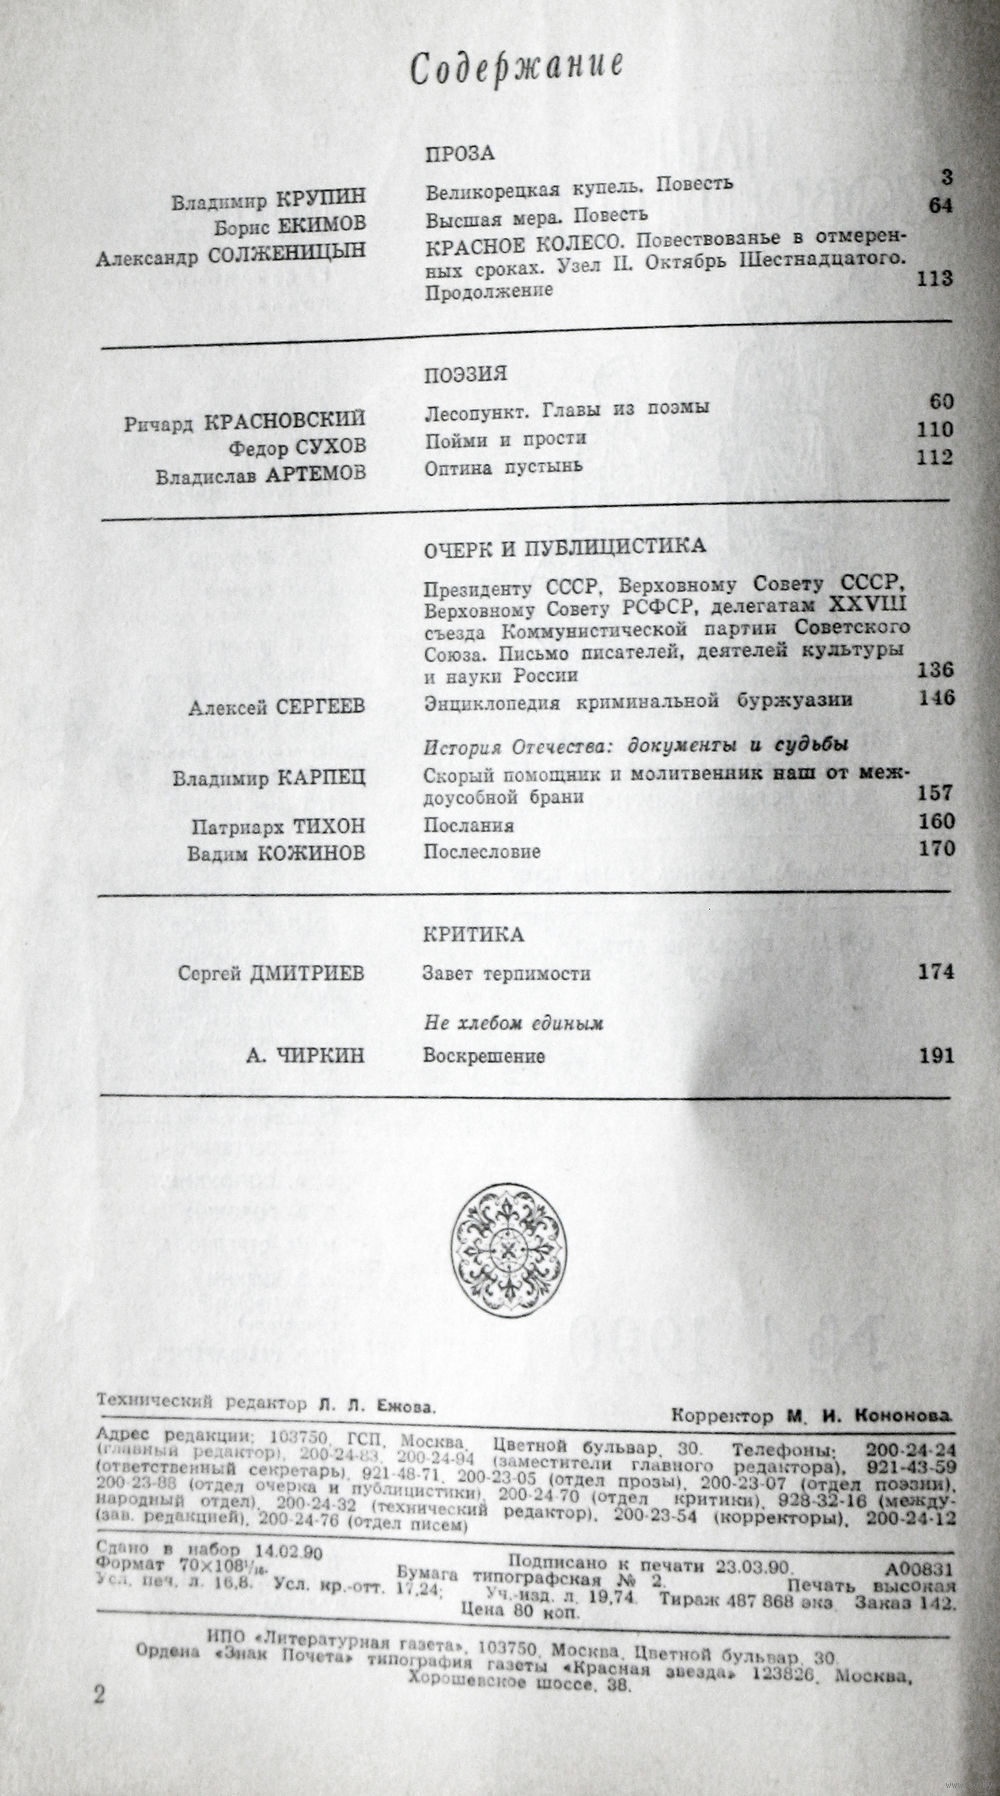 Содержание
ПРОЗА
Владимир КРУПИН Великорецкая купель. Повесть 3
Борис ЕКИМОВ Высшая мера. Повесть 64
Александр СОЛЖЕНИЦЫН КРАСНОЕ КОЛЕСО. Повествованье в отмерен-
ных сроках. Узел II. Октябрь Шестнадцатого.
Продолжение 113
ПОЭЗИЯ
Ричард КРАСНОВСКИЙ Лесопункт. Главы из поэмы 60
Федор СУХОВ Пойми и прости 110
Владислав АРТЕМОВ Оптина пустынь 112
ОЧЕРК И ПУБЛИЦИСТИКА
Президенту СССР, Верховному Совету СССР,
Верховному Совету РСФСР, делегатам XXVIII
съезда Коммунистической партии Советского
Союза. Письмо писателей, деятелей культуры
и науки России 136
Алексей СЕРГЕЕВ Энциклопедия криминальной буржуазии 146
История Отечества: документы и судьбы
Владимир КАРПЕЦ Скорый помощник и молитвенник наш от меж-
доусобной брани 157
Патриарх ТИХОН Послания 160
Вадим КОЖИНОВ Послесловие 170
КРИТИКА
Сергей ДМИТРИЕВ Завет терпимости 174
Не хлебом единым
А. ЧИРКИН Воскрешение 191
Технический редактор Л. Л. Ежова. Корректор М. И. Кононова.
Адрес редакции: 103750, ГСП, Москва, Цветной бульвар, 30. Телефоны: 200-24-24
(главный редактор), 200-24-83, 200-24-94 (заместители главного редактора), 921-43-59
(ответственный секретарь), 921-48-71, 200-23-05 (отдел прозы), 200-23-07 (отдел поэзии),
200-23-88 (отдел очерка и публицистики), 200-24-70 (отдел критики), 928-32-16 (между-
народный отдел), 200-24-32 (технический редактор), 200-23-54 (корректоры), 200-24-12
(зав. редакцией), 200-24-76 (отдел писем)
Сдано в набор 14.02.90 Подписано к печати 23.03.90. А00831
Формат 70×108¹/₁₆. Бумага типографская № 2. Печать высокая
Усл. печ. л. 16,8. Усл. кр.-отт. 17,24; Уч.-изд. л. 19,74. Тираж 487 868 экз. Заказ 142.
Цена 80 коп.
ИПО «Литературная газета», 103750, Москва, Цветной бульвар, 30.
Ордена «Знак Почета» типография газеты «Красная звезда» 123826, Москва,
Хорошевское шоссе, 38.
2